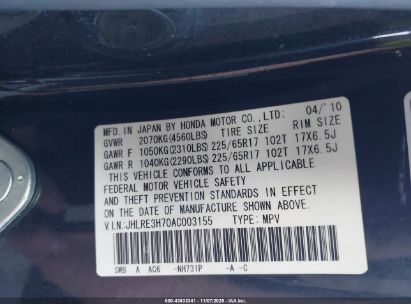 MFD. IN JAPAN BY HONDA MOTOR CO., LTD: 04/'10
GVWR 2070KG(4560LBS) TIRE SIZE RIM SIZE
GAWR F 1050KG(2310LBS) 225/65R17 102T 17X6.5J
GAWR R 1040KG(2290LBS) 225/65R17 102T 17X6.5J
THIS VEHICLE CONFORMS TO ALL APPLICABLE
FEDERAL MOTOR VEHICLE SAFETY
AND THEFT PREVENTION STANDARDS IN EFFECT
ON THE DATE OF MANUFACTURE SHOWN ABOVE.
V.I.N:JHLRE3H70AC003155 TYPE: MPV
SWB A AC6 -NH731P -A -C
11/07/2025